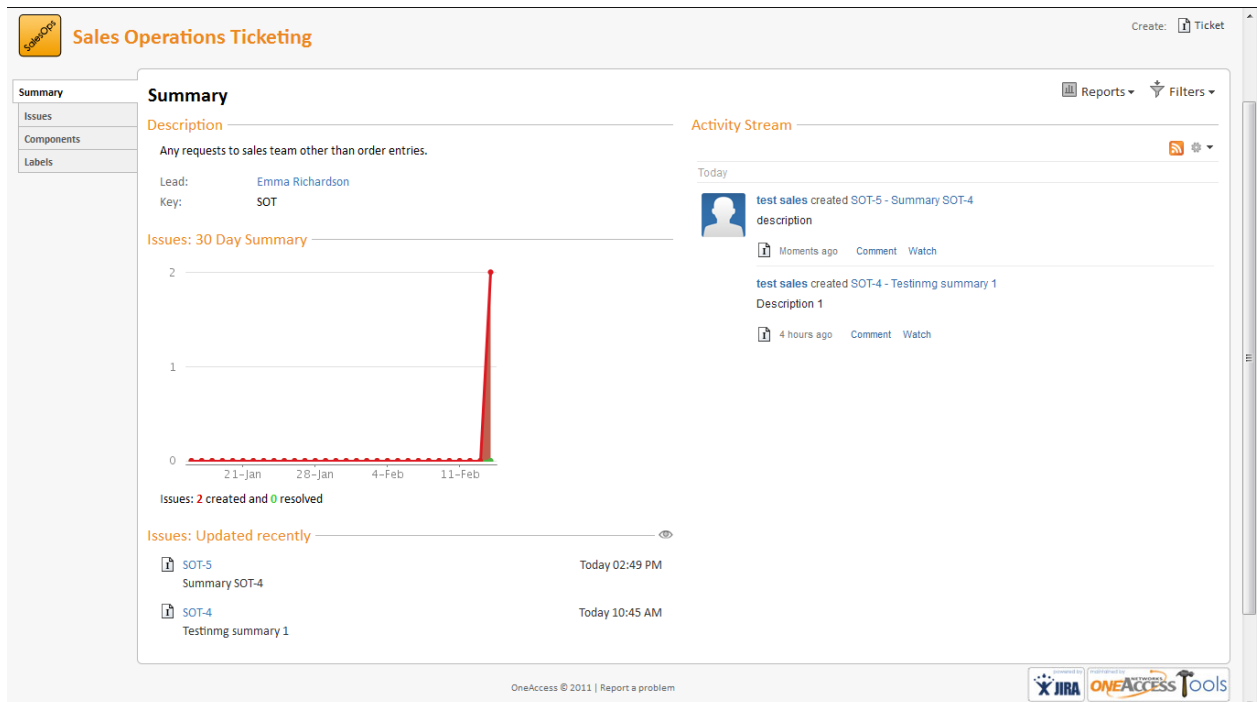 SalesOps
Sales Operations Ticketing
Create: Ticket
Summary
Issues
Components
Labels
Summary
Reports
Filters
Description
Any requests to sales team other than order entries.
Lead: Emma Richardson
Key: SOT
Issues: 30 Day Summary
2
1
0
21-Jan 28-Jan 4-Feb 11-Feb
Issues: 2 created and 0 resolved
Issues: Updated recently
SOT-5 Today 02:49 PM
Summary SOT-4
SOT-4 Today 10:45 AM
Testinmg summary 1
Activity Stream
Today
test sales created SOT-5 - Summary SOT-4
description
Moments ago Comment Watch
test sales created SOT-4 - Testinmg summary 1
Description 1
4 hours ago Comment Watch
OneAccess © 2011 | Report a problem
powered by
JIRA
maintained by
ONEACCESS
NETWORKS
Tools